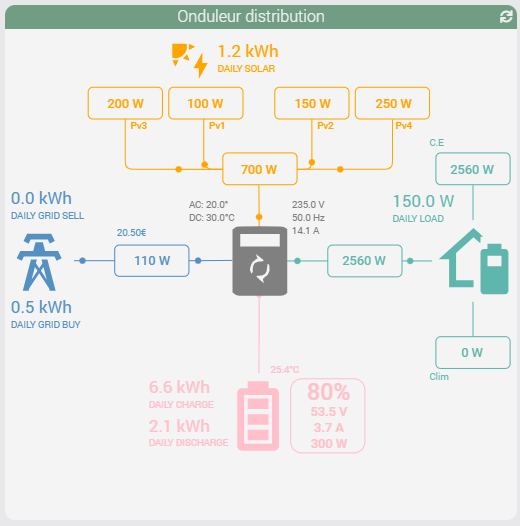 Onduleur distribution
1.2 kWh
DAILY SOLAR
200 W
100 W
150 W
250 W
Pv3
Pv1
Pv2
Pv4
700 W
C.E
2560 W
0.0 kWh
DAILY GRID SELL
AC: 20.0°
DC: 30.0°C
235.0 V
50.0 Hz
14.1 A
150.0 W
DAILY LOAD
20.50€
110 W
2560 W
0.5 kWh
DAILY GRID BUY
0 W
Clim
25.4°C
6.6 kWh
DAILY CHARGE
2.1 kWh
DAILY DISCHARGE
80%
53.5 V
3.7 A
300 W